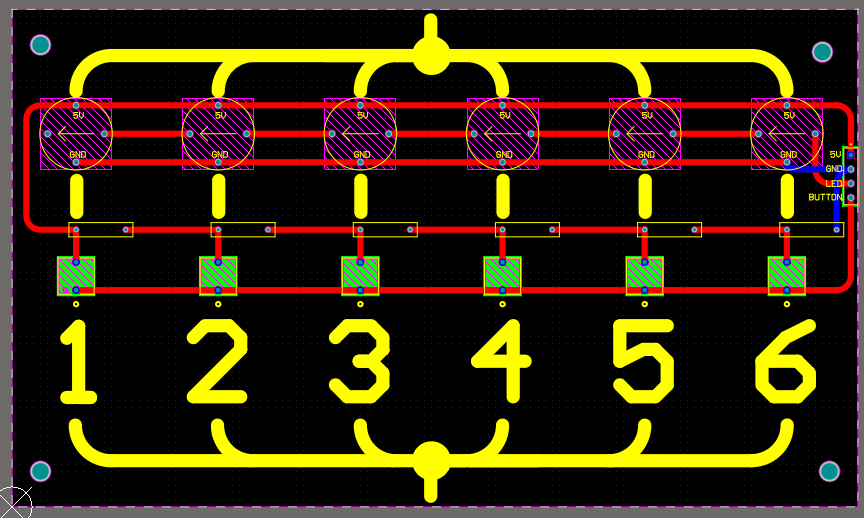 5V 5V 5V 5V 5V 5V
GND GND GND GND GND GND
5V
GND
LED
BUTTON
1 2 3 4 5 6